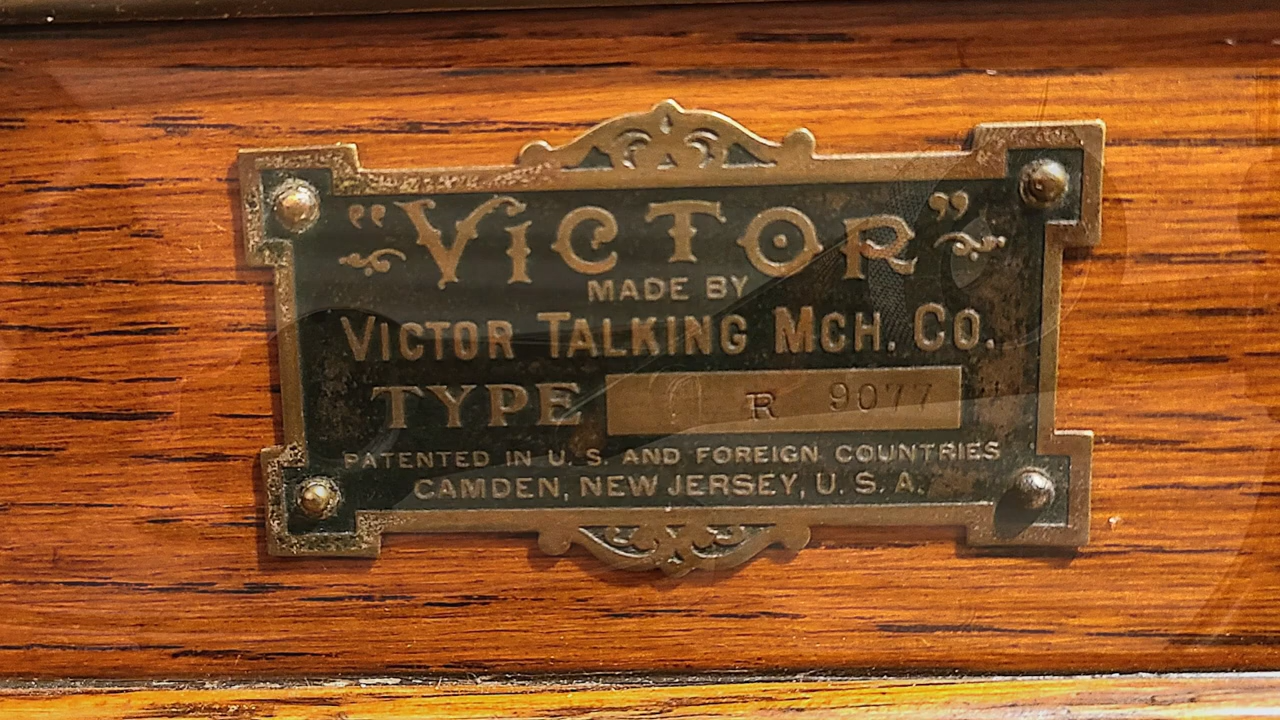 "VICTOR"
MADE BY
VICTOR TALKING MCH. CO.
TYPE R 9077
PATENTED IN U. S. AND FOREIGN COUNTRIES
CAMDEN, NEW JERSEY, U. S. A.